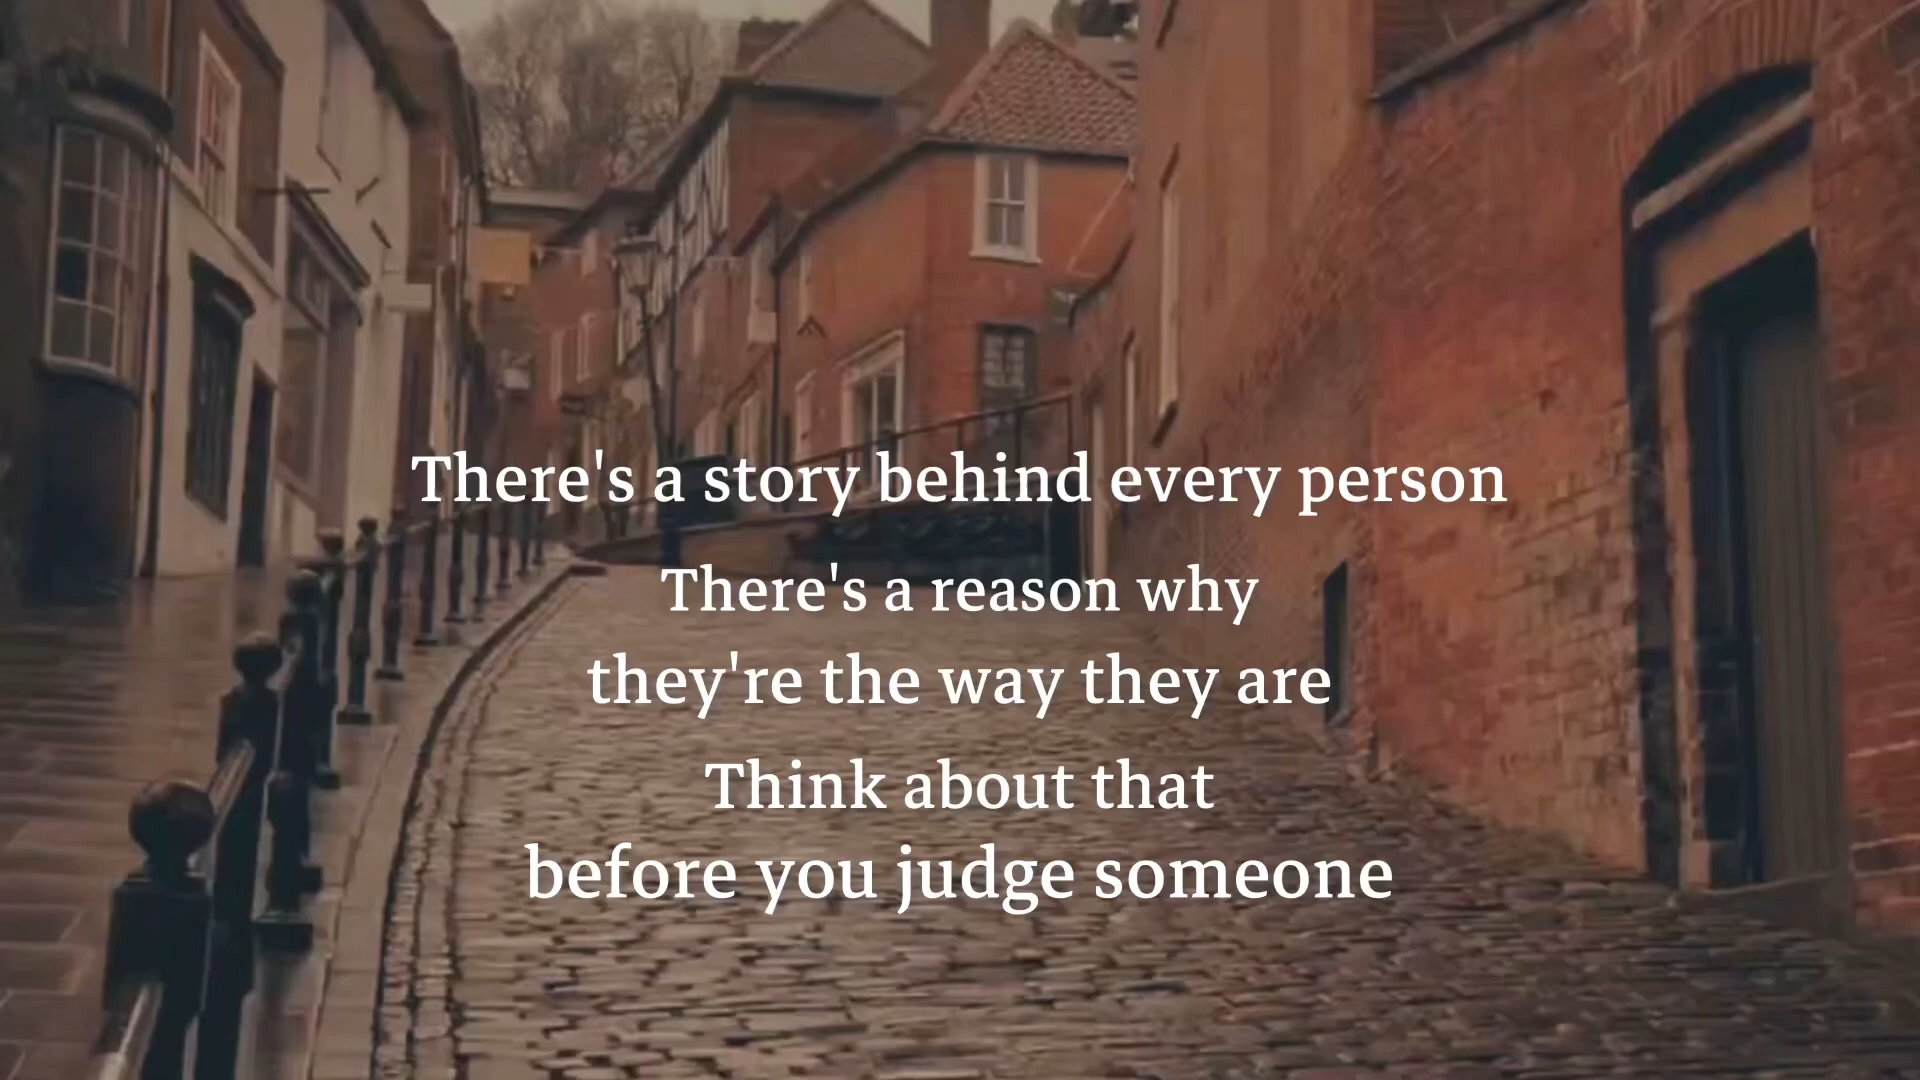 There's a story behind every person
There's a reason why
they're the way they are
Think about that
before you judge someone